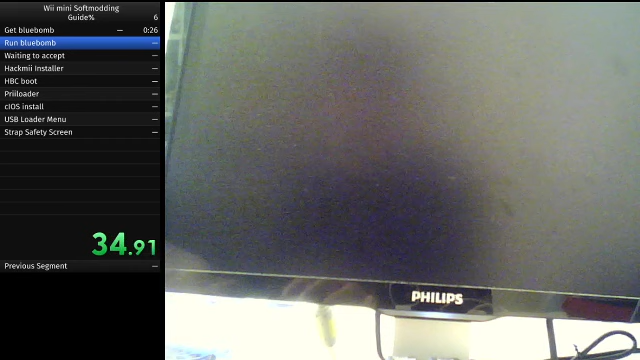 Wii mini Softmodding
Guide% 6
Get bluebomb — 0:26
Run bluebomb —
Waiting to accept —
Hackmii Installer —
HBC boot —
Priiloader —
cIOS install —
USB Loader Menu —
Strap Safety Screen —
34.91
Previous Segment —
PHILIPS